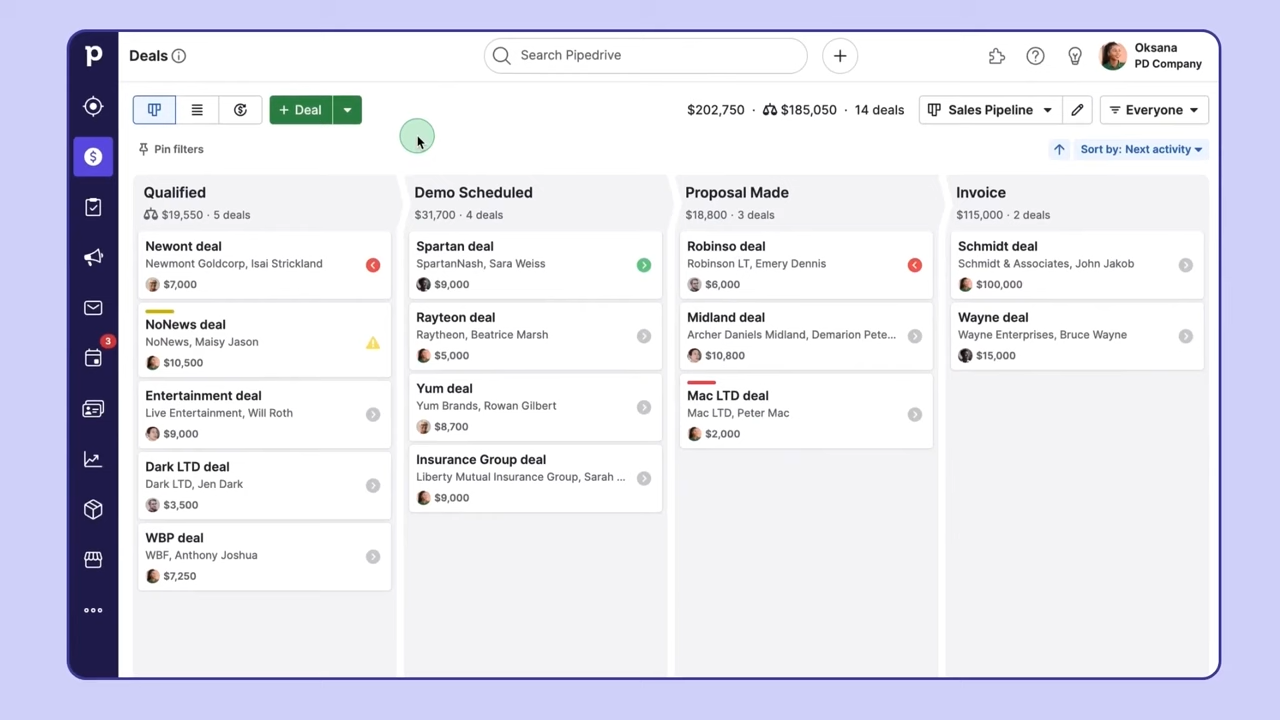 p
Deals
Search Pipedrive
Oksana
PD Company
+ Deal
$202,750 · $185,050 · 14 deals
Sales Pipeline
Everyone
Pin filters
Sort by: Next activity
Qualified
$19,550 · 5 deals
Newont deal
Newmont Goldcorp, Isai Strickland
$7,000
NoNews deal
NoNews, Maisy Jason
$10,500
Entertainment deal
Live Entertainment, Will Roth
$9,000
Dark LTD deal
Dark LTD, Jen Dark
$3,500
WBP deal
WBF, Anthony Joshua
$7,250
Demo Scheduled
$31,700 · 4 deals
Spartan deal
SpartanNash, Sara Weiss
$9,000
Rayteon deal
Raytheon, Beatrice Marsh
$5,000
Yum deal
Yum Brands, Rowan Gilbert
$8,700
Insurance Group deal
Liberty Mutual Insurance Group, Sarah ...
$9,000
Proposal Made
$18,800 · 3 deals
Robinso deal
Robinson LT, Emery Dennis
$6,000
Midland deal
Archer Daniels Midland, Demarion Pete...
$10,800
Mac LTD deal
Mac LTD, Peter Mac
$2,000
Invoice
$115,000 · 2 deals
Schmidt deal
Schmidt & Associates, John Jakob
$100,000
Wayne deal
Wayne Enterprises, Bruce Wayne
$15,000
3